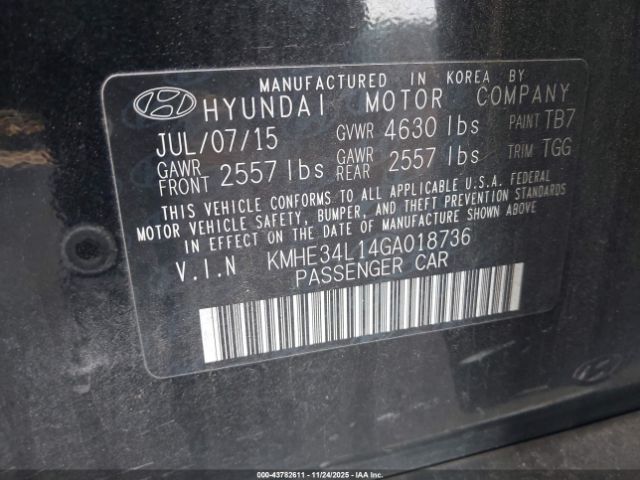 MANUFACTURED IN KOREA BY
HYUNDAI MOTOR COMPANY
JUL/07/15 GVWR 4630 lbs PAINT TB7
GAWR FRONT 2557 lbs GAWR REAR 2557 lbs TRIM TGG
THIS VEHICLE CONFORMS TO ALL APPLICABLE U.S.A. FEDERAL
MOTOR VEHICLE SAFETY, BUMPER, AND THEFT PREVENTION STANDARDS
IN EFFECT ON THE DATE OF MANUFACTURE SHOWN ABOVE.
V.I.N KMHE34L14GA018736
PASSENGER CAR
000-43782611 - 11/24/2025 - IAAI.COM